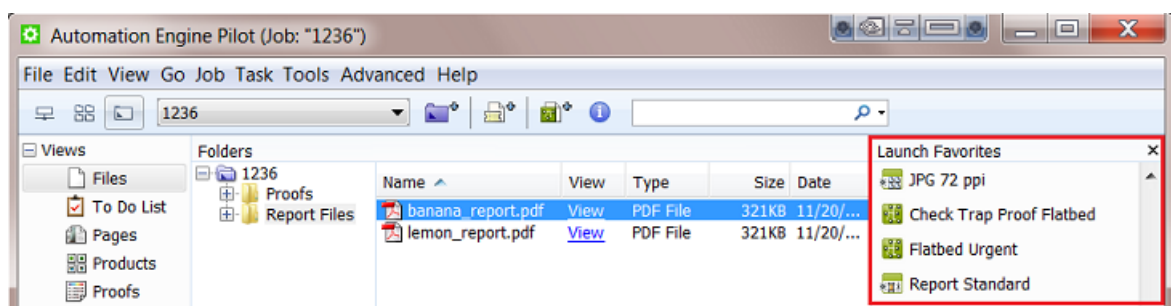 Automation Engine Pilot (Job: "1236")
File Edit View Go Job Task Tools Advanced Help
1236
Views
Files
To Do List
Pages
Products
Proofs
Folders
1236
Proofs
Report Files
Name View Type Size Date
banana_report.pdf View PDF File 321KB 11/20/...
lemon_report.pdf View PDF File 321KB 11/20/...
Launch Favorites
JPG 72 ppi
Check Trap Proof Flatbed
Flatbed Urgent
Report Standard